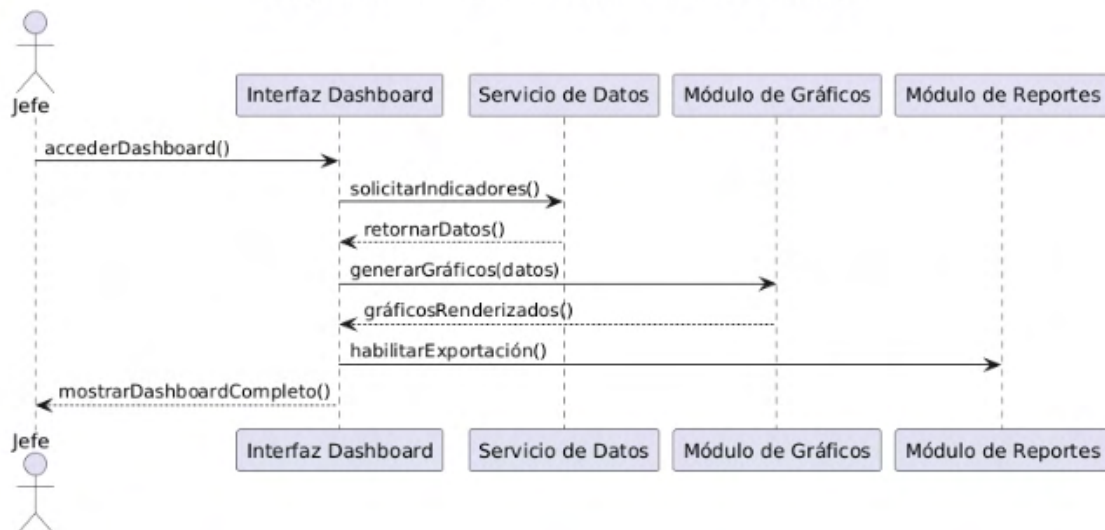 Jefe
Interfaz Dashboard
Servicio de Datos
Módulo de Gráficos
Módulo de Reportes
accederDashboard()
solicitarIndicadores()
retornarDatos()
generarGráficos(datos)
gráficosRenderizados()
habilitarExportación()
mostrarDashboardCompleto()
Jefe
Interfaz Dashboard
Servicio de Datos
Módulo de Gráficos
Módulo de Reportes